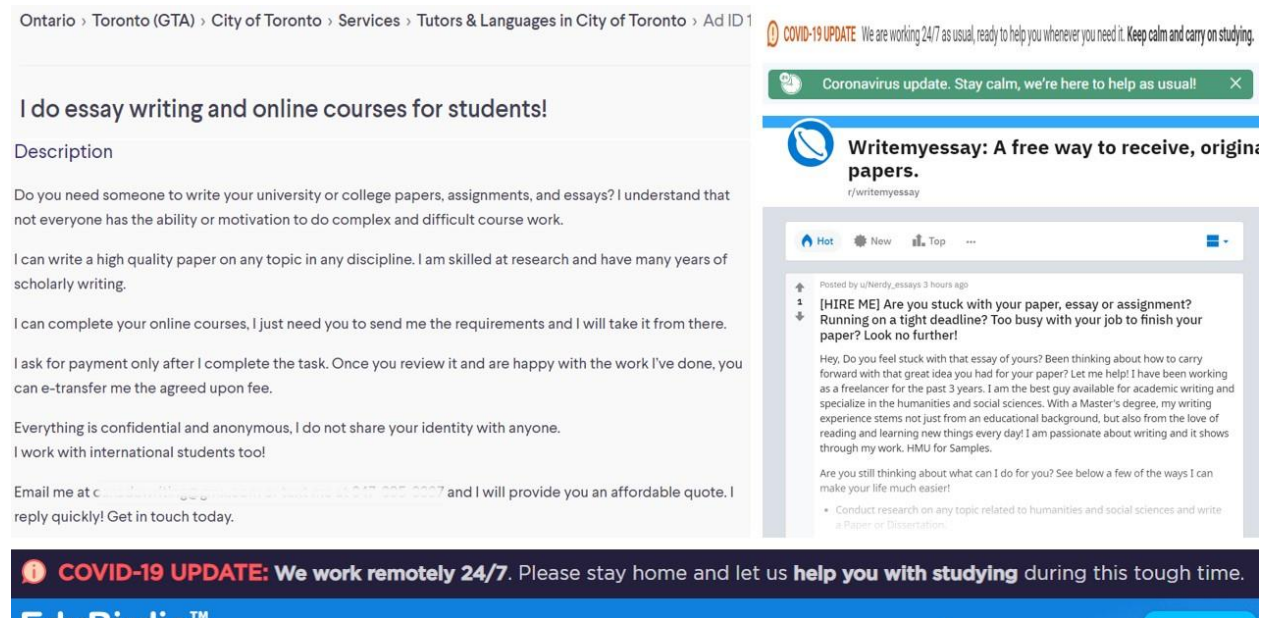 Ontario › Toronto (GTA) › City of Toronto › Services › Tutors & Languages in City of Toronto › Ad ID 1
I do essay writing and online courses for students!
Description
Do you need someone to write your university or college papers, assignments, and essays? I understand that
not everyone has the ability or motivation to do complex and difficult course work.
I can write a high quality paper on any topic in any discipline. I am skilled at research and have many years of
scholarly writing.
I can complete your online courses, I just need you to send me the requirements and I will take it from there.
I ask for payment only after I complete the task. Once you review it and are happy with the work I've done, you
can e-transfer me the agreed upon fee.
Everything is confidential and anonymous, I do not share your identity with anyone.
I work with international students too!
Email me at and I will provide you an affordable quote. I
reply quickly! Get in touch today.
COVID-19 UPDATE We are working 24/7 as usual, ready to help you whenever you need it. Keep calm and carry on studying.
Coronavirus update. Stay calm, we're here to help as usual!
Writemyessay: A free way to receive, origina
papers.
r/writemyessay
Hot New Top ...
Posted by u/Nerdy_essays 3 hours ago
1
[HIRE ME] Are you stuck with your paper, essay or assignment?
Running on a tight deadline? Too busy with your job to finish your
paper? Look no further!
Hey, Do you feel stuck with that essay of yours? Been thinking about how to carry
forward with that great idea you had for your paper? Let me help! I have been working
as a freelancer for the past 3 years. I am the best guy available for academic writing and
specialize in the humanities and social sciences. With a Master's degree, my writing
experience stems not just from an educational background, but also from the love of
reading and learning new things every day! I am passionate about writing and it shows
through my work. HMU for Samples.
Are you still thinking about what can I do for you? See below a few of the ways I can
make your life much easier!
• Conduct research on any topic related to humanities and social sciences and write
a Paper or Dissertation.
COVID-19 UPDATE: We work remotely 24/7. Please stay home and let us help you with studying during this tough time.